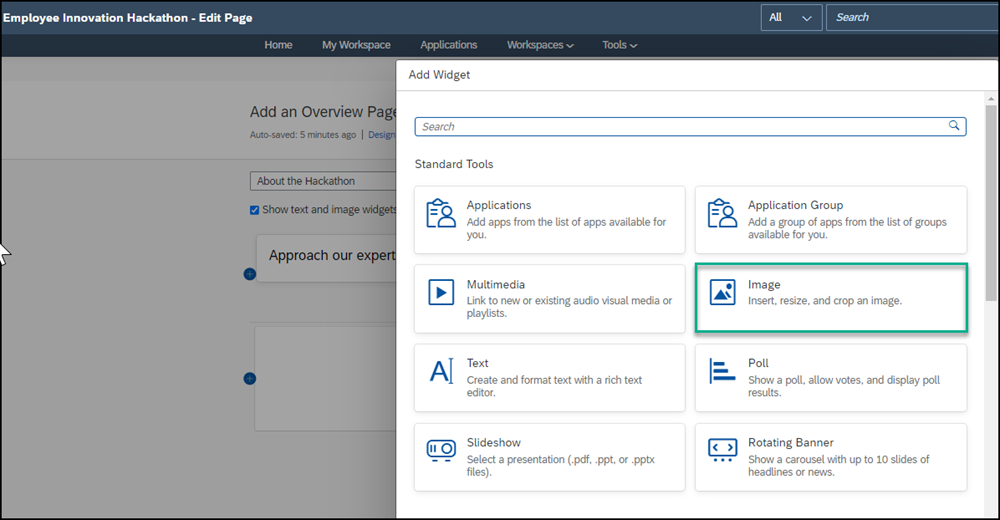 Employee Innovation Hackathon - Edit Page
All
Search
Home
My Workspace
Applications
Workspaces
Tools
Add Widget
Add an Overview Page
Auto-saved: 5 minutes ago | Design
About the Hackathon
Show text and image widgets
Approach our expert
Search
Standard Tools
Applications
Add apps from the list of apps available for
you.
Application Group
Add a group of apps from the list of groups
available for you.
Multimedia
Link to new or existing audio visual media or
playlists.
Image
Insert, resize, and crop an image.
Text
Create and format text with a rich text
editor.
Poll
Show a poll, allow votes, and display poll
results.
Slideshow
Select a presentation (.pdf, .ppt, or .pptx
files).
Rotating Banner
Show a carousel with up to 10 slides of
headlines or news.